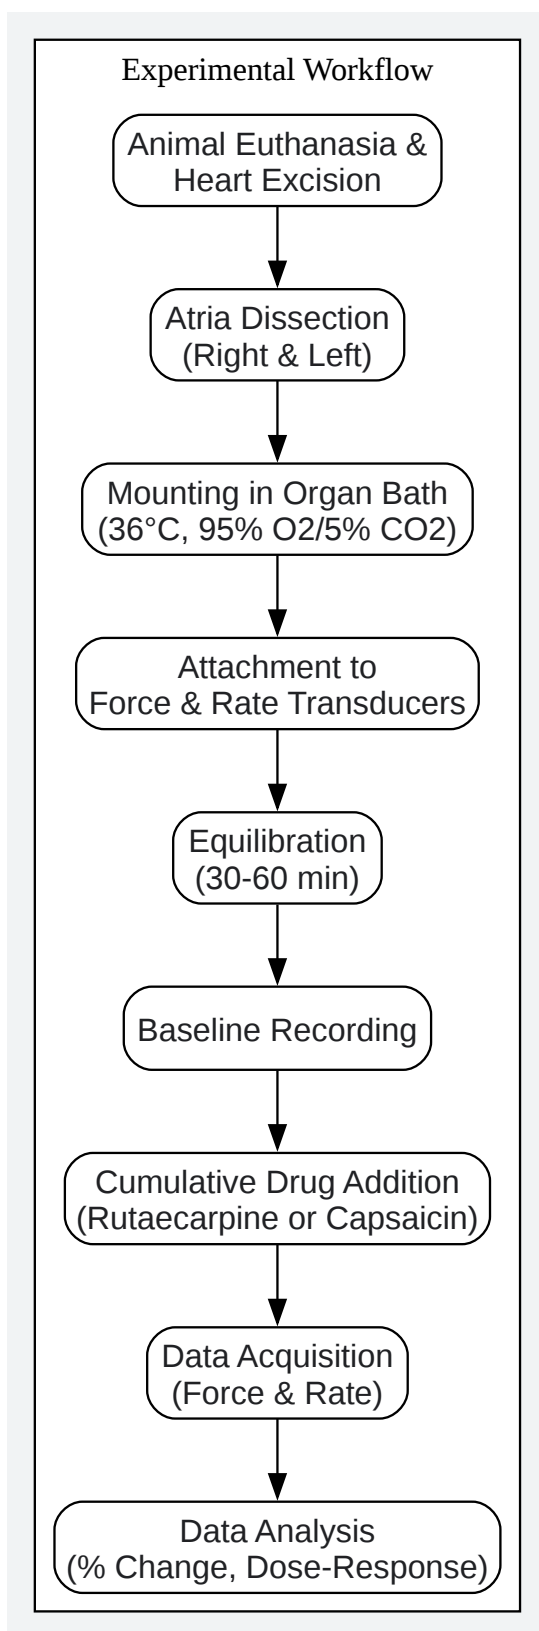 Experimental Workflow
Animal Euthanasia &
Heart Excision
Atria Dissection
(Right & Left)
Mounting in Organ Bath
(36°C, 95% O2/5% CO2)
Attachment to
Force & Rate Transducers
Equilibration
(30-60 min)
Baseline Recording
Cumulative Drug Addition
(Rutaecarpine or Capsaicin)
Data Acquisition
(Force & Rate)
Data Analysis
(% Change, Dose-Response)